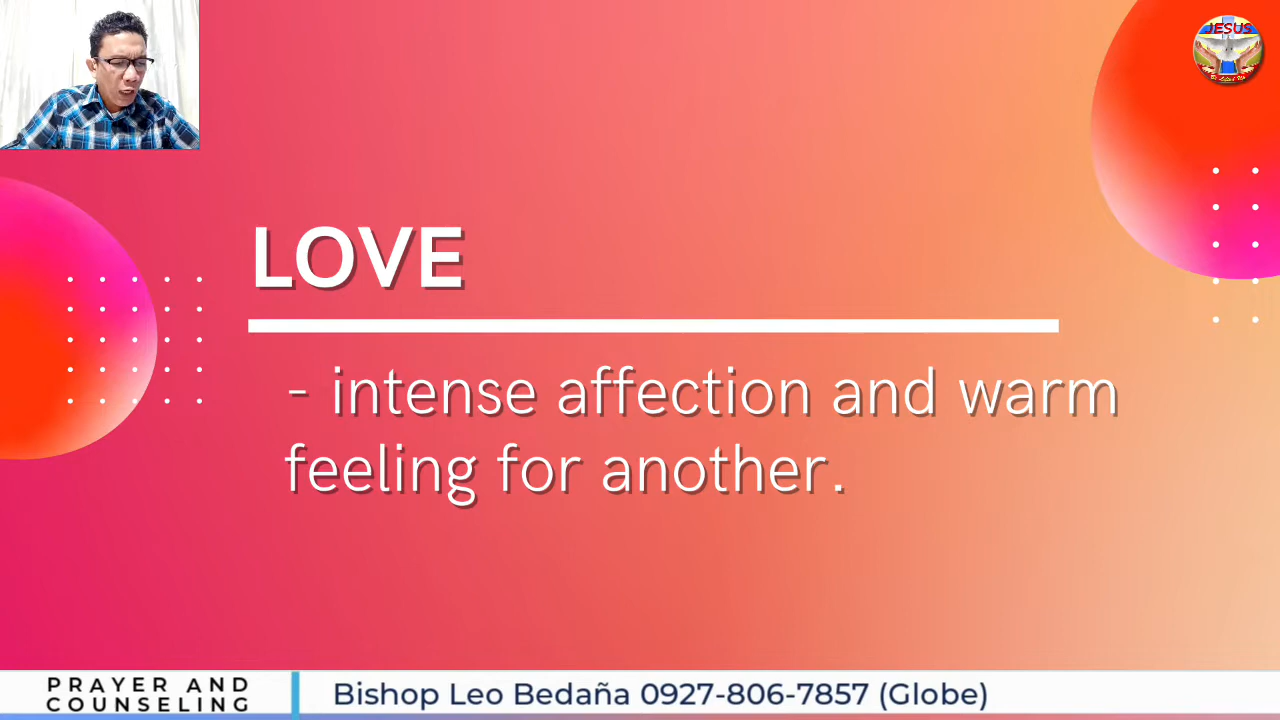 JESUS
LOVE
- intense affection and warm
feeling for another.
PRAYER AND
COUNSELING
Bishop Leo Bedaña 0927-806-7857 (Globe)